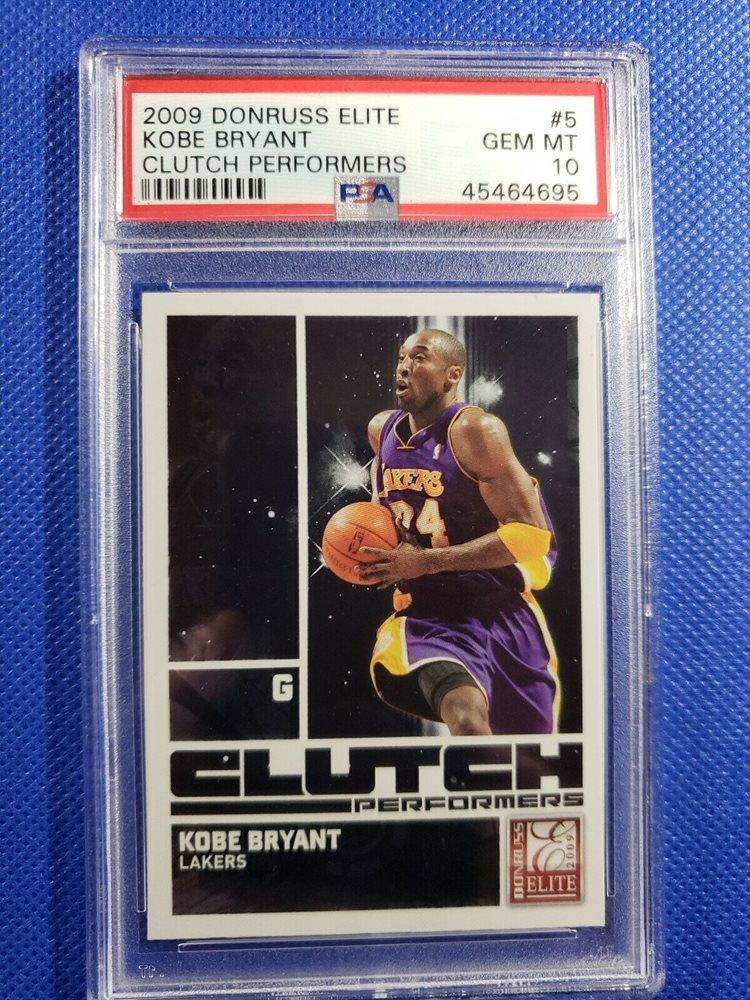 2009 DONRUSS ELITE #5
KOBE BRYANT GEM MT
CLUTCH PERFORMERS 10
PSA 45464695
LAKERS
24
G
CLUTCH
PERFORMERS
KOBE BRYANT
LAKERS
DONRUSS
E
2009
ELITE